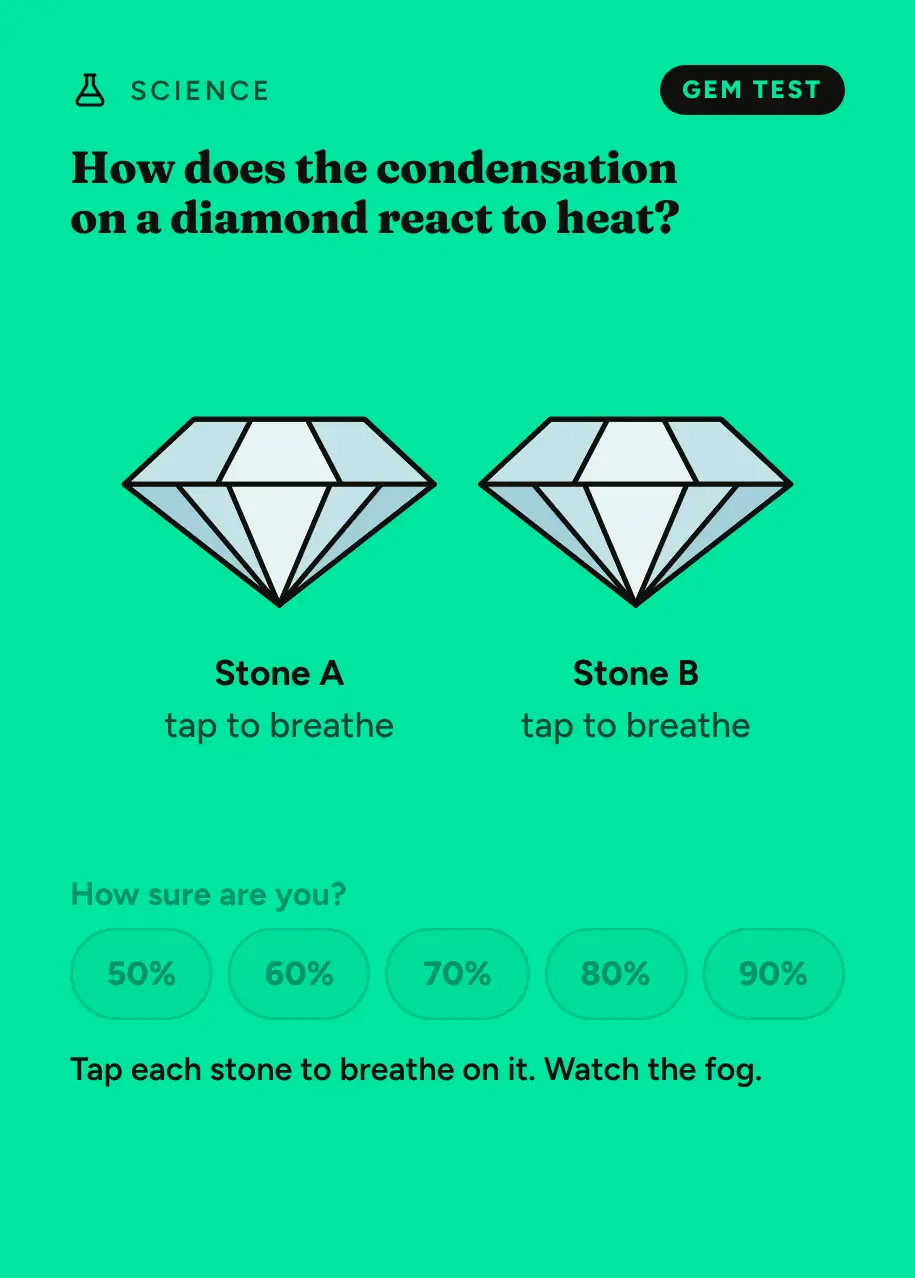 SCIENCE
GEM TEST
How does the condensation
on a diamond react to heat?
Stone A
tap to breathe
Stone B
tap to breathe
How sure are you?
50%
60%
70%
80%
90%
Tap each stone to breathe on it. Watch the fog.